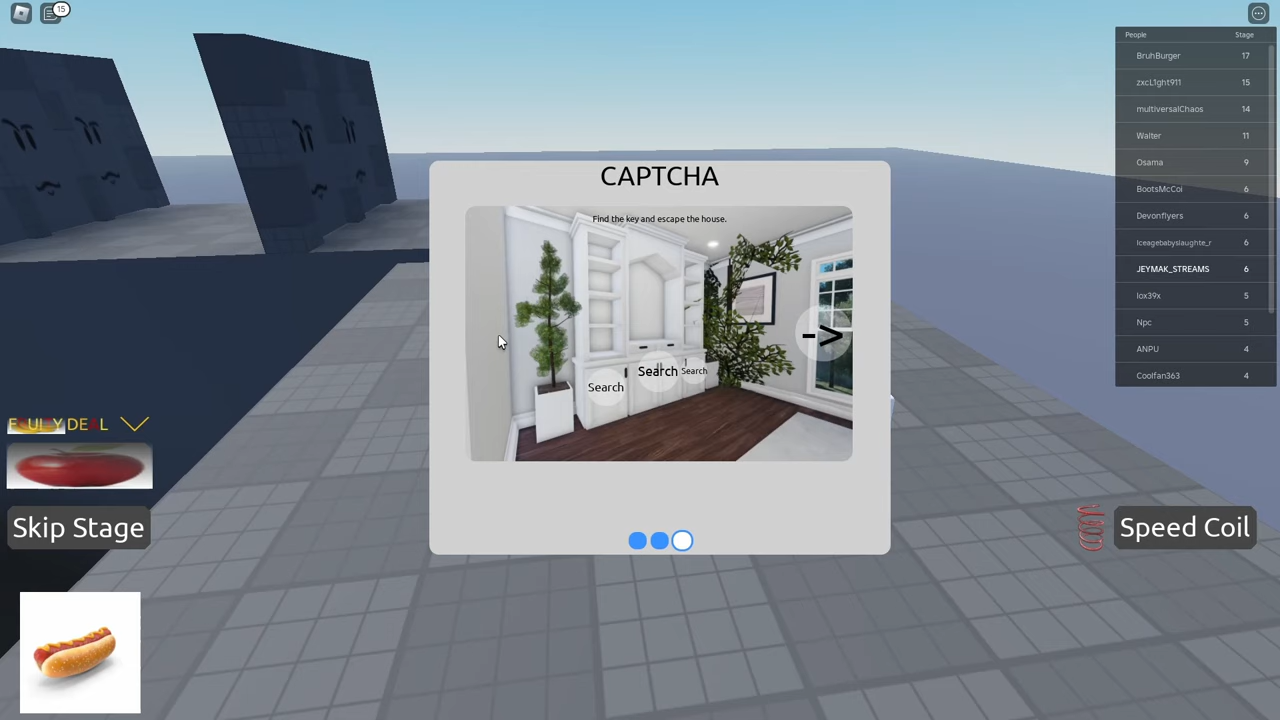 15
People Stage
BruhBurger 17
zxcL1ght911 15
multiversalChaos 14
Walter 11
Osama 9
BootsMcCoi 6
Devonflyers 6
Iceagebabyslaughte_r 6
JEYMAK_STREAMS 6
lox39x 5
Npc 5
ANPU 4
Coolfan363 4
CAPTCHA
Find the key and escape the house.
->
Search
Search
Search
DEAL
Skip Stage
Speed Coil